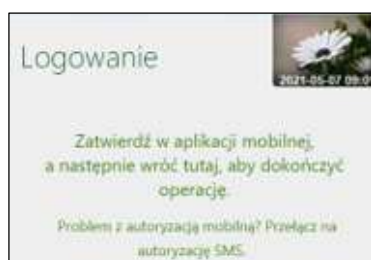 Logowanie
2021-05-07 09:0
Zatwierdź w aplikacji mobilnej,
a następnie wróć tutaj, aby dokończyć
operację.
Problem z autoryzacją mobilną? Przełącz na
autoryzację SMS.